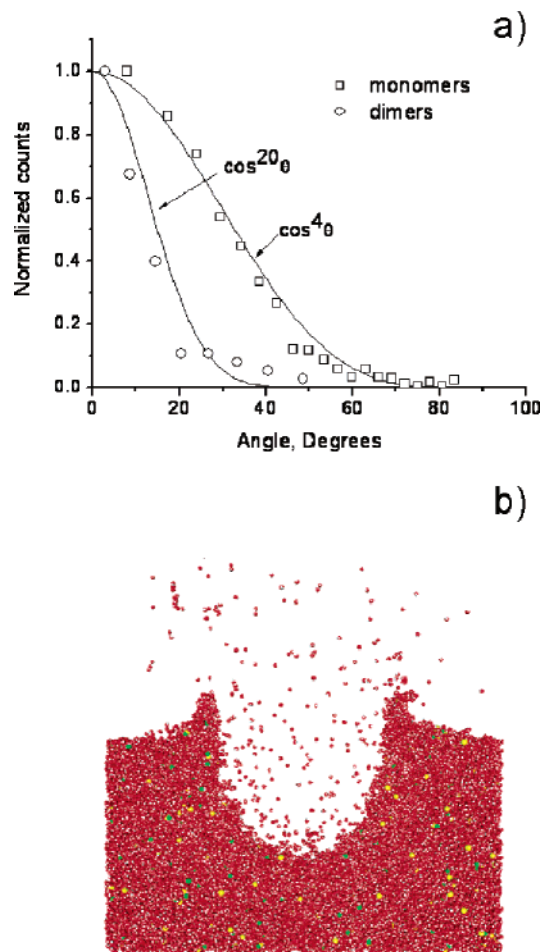 a)
1.0
0.8
0.6
0.4
0.2
0.0
Normalized counts
□ monomers
○ dimers
cos²⁰θ
cos⁴θ
0 20 40 60 80 100
Angle, Degrees
b)